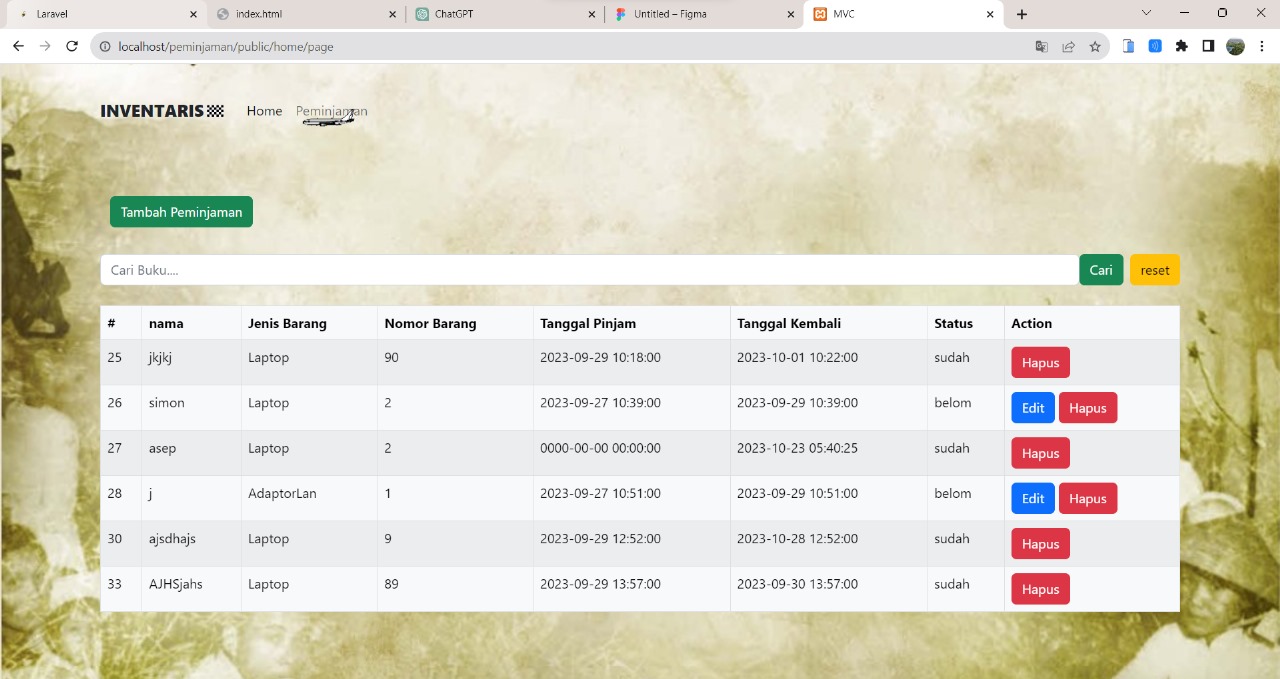 Laravel index.html ChatGPT Untitled – Figma MVC
localhost/peminjaman/public/home/page
INVENTARIS Home Peminjaman
Tambah Peminjaman
Cari Buku.... Cari reset
# nama Jenis Barang Nomor Barang Tanggal Pinjam Tanggal Kembali Status Action
25 jkjkj Laptop 90 2023-09-29 10:18:00 2023-10-01 10:22:00 sudah Hapus
26 simon Laptop 2 2023-09-27 10:39:00 2023-09-29 10:39:00 belom Edit Hapus
27 asep Laptop 2 0000-00-00 00:00:00 2023-10-23 05:40:25 sudah Hapus
28 j AdaptorLan 1 2023-09-27 10:51:00 2023-09-29 10:51:00 belom Edit Hapus
30 ajsdhajs Laptop 9 2023-09-29 12:52:00 2023-10-28 12:52:00 sudah Hapus
33 AJHSjahs Laptop 89 2023-09-29 13:57:00 2023-09-30 13:57:00 sudah Hapus